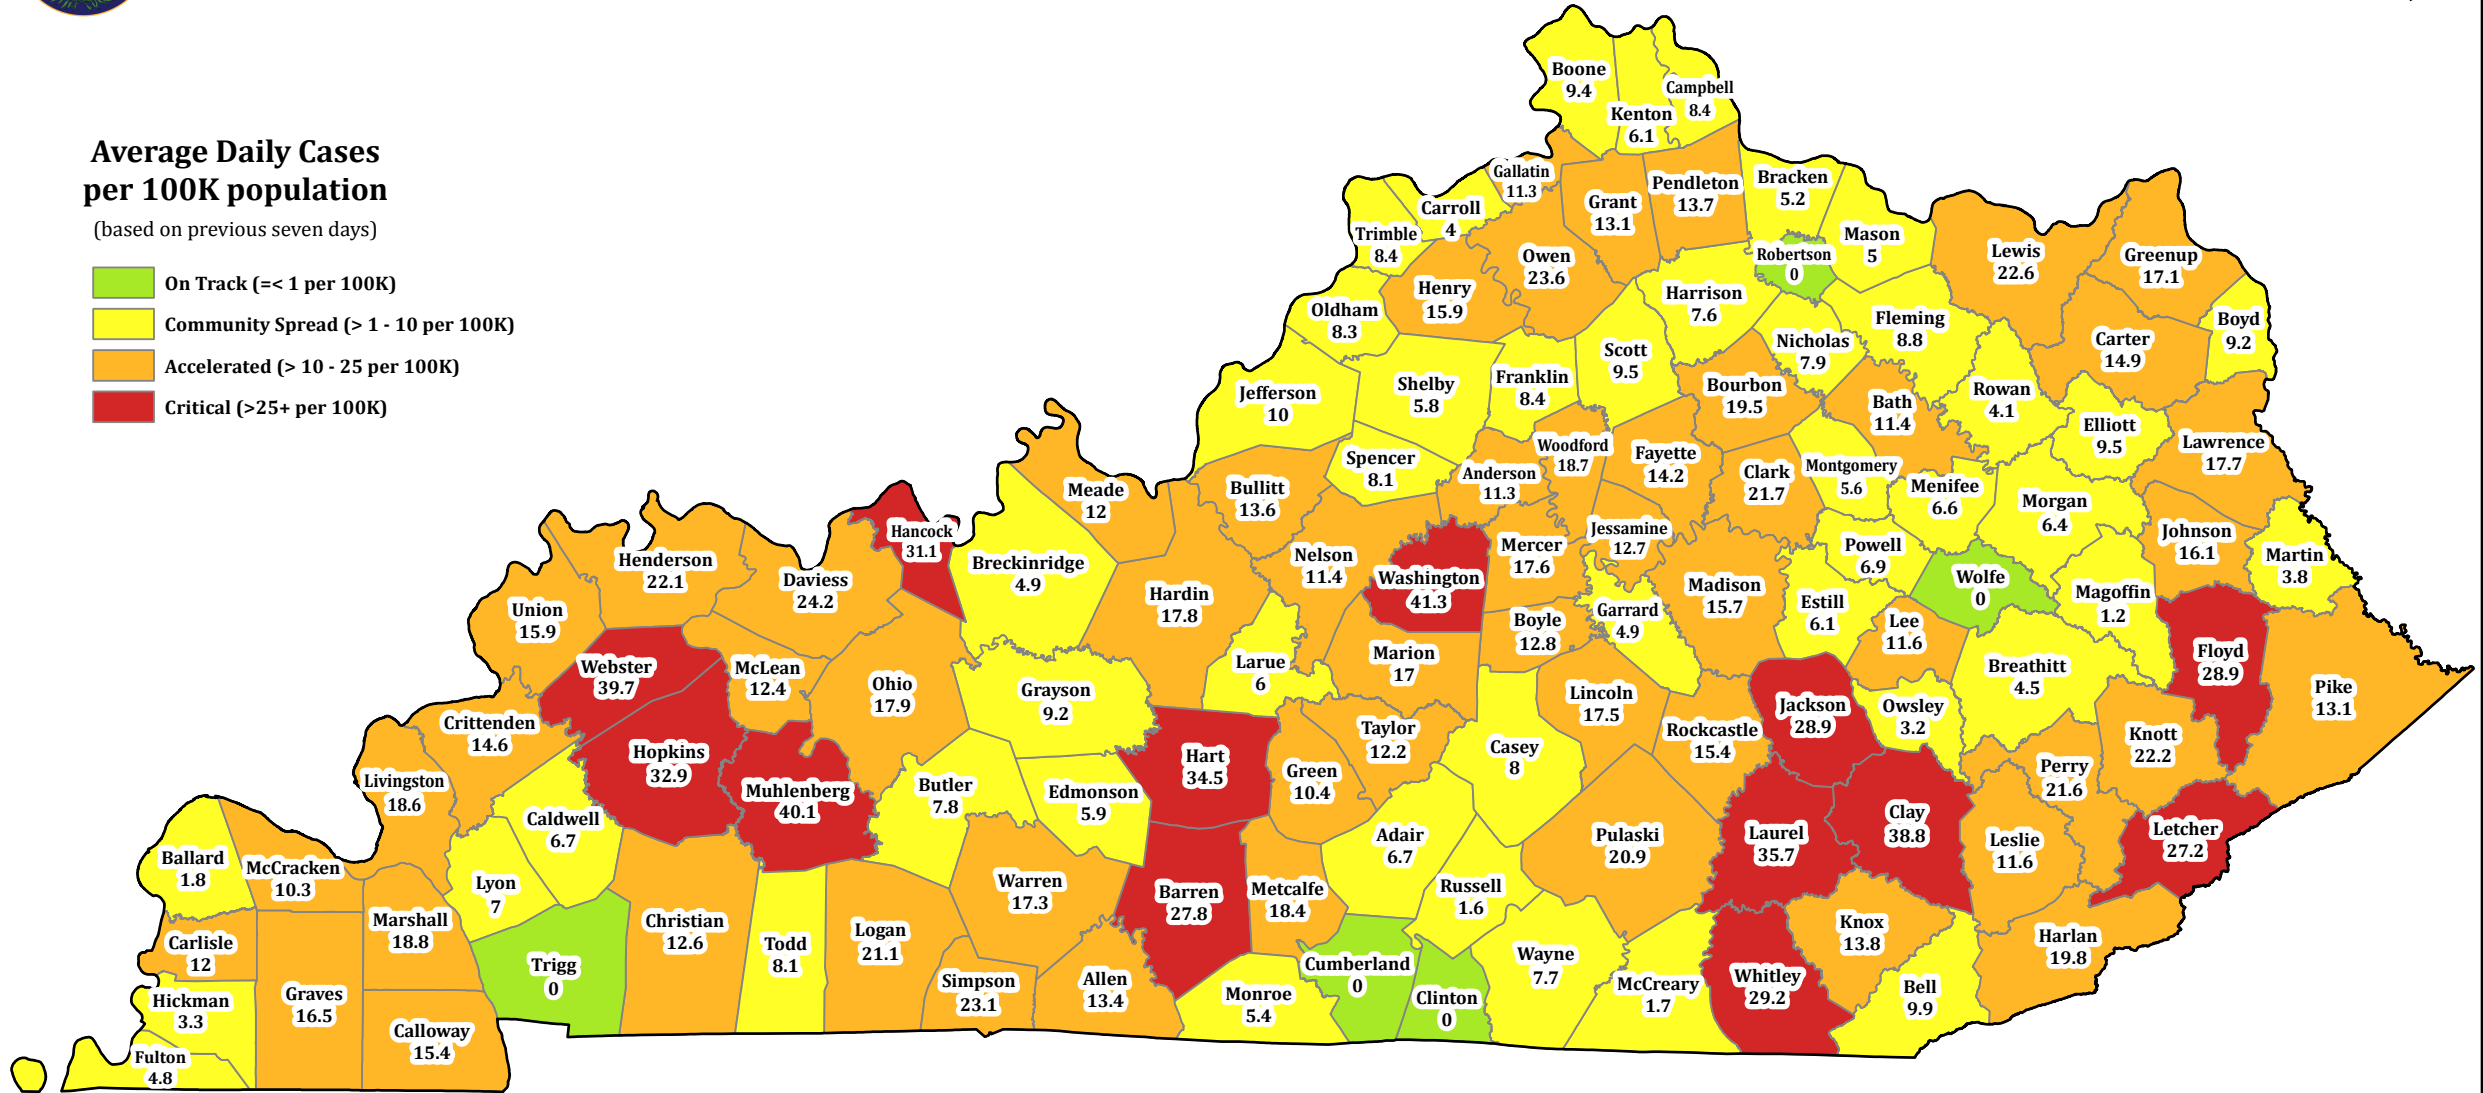 Average Daily Cases
per 100K population
(based on previous seven days)
On Track (=< 1 per 100K)
Community Spread (> 1 - 10 per 100K)
Accelerated (> 10 - 25 per 100K)
Critical (>25+ per 100K)
Boone
9.4
Kenton
6.1
Campbell
8.4
Gallatin
11.3
Carroll
4
Trimble
8.4
Grant
13.1
Pendleton
13.7
Bracken
5.2
Mason
5
Robertson
0
Lewis
22.6
Greenup
17.1
Boyd
9.2
Carter
14.9
Owen
23.6
Henry
15.9
Oldham
8.3
Harrison
7.6
Nicholas
7.9
Fleming
8.8
Rowan
4.1
Elliott
9.5
Lawrence
17.7
Jefferson
10
Shelby
5.8
Franklin
8.4
Scott
9.5
Bourbon
19.5
Bath
11.4
Spencer
8.1
Anderson
11.3
Woodford
18.7
Fayette
14.2
Clark
21.7
Montgomery
5.6
Menifee
6.6
Morgan
6.4
Johnson
16.1
Martin
3.8
Meade
12
Bullitt
13.6
Nelson
11.4
Washington
41.3
Mercer
17.6
Jessamine
12.7
Madison
15.7
Powell
6.9
Wolfe
0
Magoffin
1.2
Floyd
28.9
Pike
13.1
Hancock
31.1
Breckinridge
4.9
Hardin
17.8
Larue
6
Marion
17
Boyle
12.8
Garrard
4.9
Estill
6.1
Lee
11.6
Breathitt
4.5
Henderson
22.1
Daviess
24.2
Union
15.9
Webster
39.7
McLean
12.4
Ohio
17.9
Grayson
9.2
Hart
34.5
Green
10.4
Taylor
12.2
Casey
8
Lincoln
17.5
Rockcastle
15.4
Jackson
28.9
Owsley
3.2
Perry
21.6
Knott
22.2
Crittenden
14.6
Livingston
18.6
Hopkins
32.9
Muhlenberg
40.1
Butler
7.8
Edmonson
5.9
Caldwell
6.7
Lyon
7
Ballard
1.8
McCracken
10.3
Marshall
18.8
Carlisle
12
Hickman
3.3
Fulton
4.8
Graves
16.5
Calloway
15.4
Trigg
0
Christian
12.6
Todd
8.1
Logan
21.1
Warren
17.3
Simpson
23.1
Allen
13.4
Barren
27.8
Metcalfe
18.4
Monroe
5.4
Cumberland
0
Clinton
0
Adair
6.7
Russell
1.6
Pulaski
20.9
Wayne
7.7
McCreary
1.7
Laurel
35.7
Clay
38.8
Leslie
11.6
Letcher
27.2
Harlan
19.8
Knox
13.8
Whitley
29.2
Bell
9.9